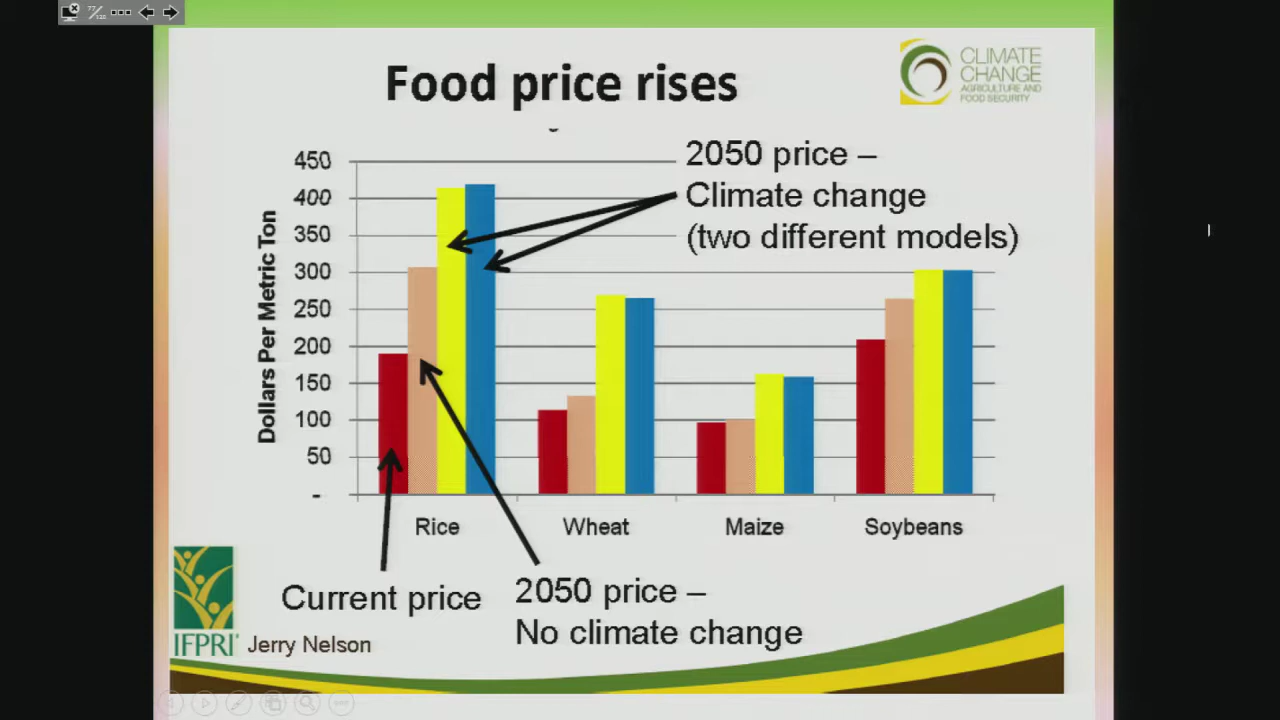 77/
Food price rises
CLIMATE
CHANGE
AGRICULTURE AND
FOOD SECURITY
2050 price –
Climate change
(two different models)
Dollars Per Metric Ton
450
400
350
300
250
200
150
100
50
-
Rice
Wheat
Maize
Soybeans
Current price
2050 price –
No climate change
IFPRI®
Jerry Nelson